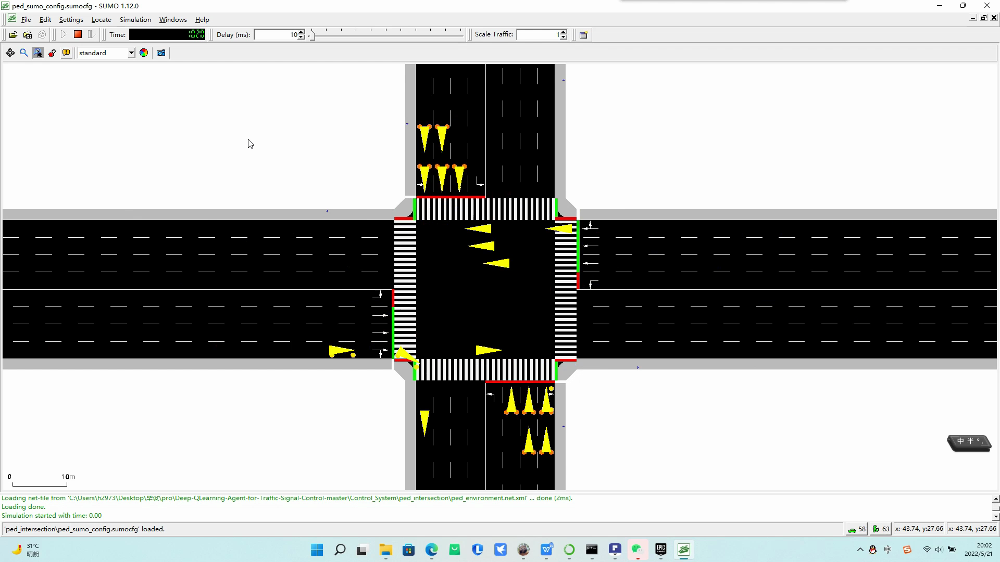 ped_sumo_config.sumocfg - SUMO 1.12.0
File Edit Settings Locate Simulation Windows Help
Time: Delay (ms): 10 Scale Traffic: 1
standard
0 10m
中 半 °,
Loading net-file from 'C:\Users\h2973\Desktop\毕设\pro\Deep-QLearning-Agent-for-Traffic-Signal-Control-master\Control_System\ped_intersection\ped_environment.net.xml' ... done (2ms).
Loading done.
Simulation started with time: 0.00
'ped_intersection\ped_sumo_config.sumocfg' loaded. 58 63 x:-43.74, y:27.66 x:-43.74, y:27.66
31°C
晴朗
EPIC GAMES
中
20:02
2022/5/21